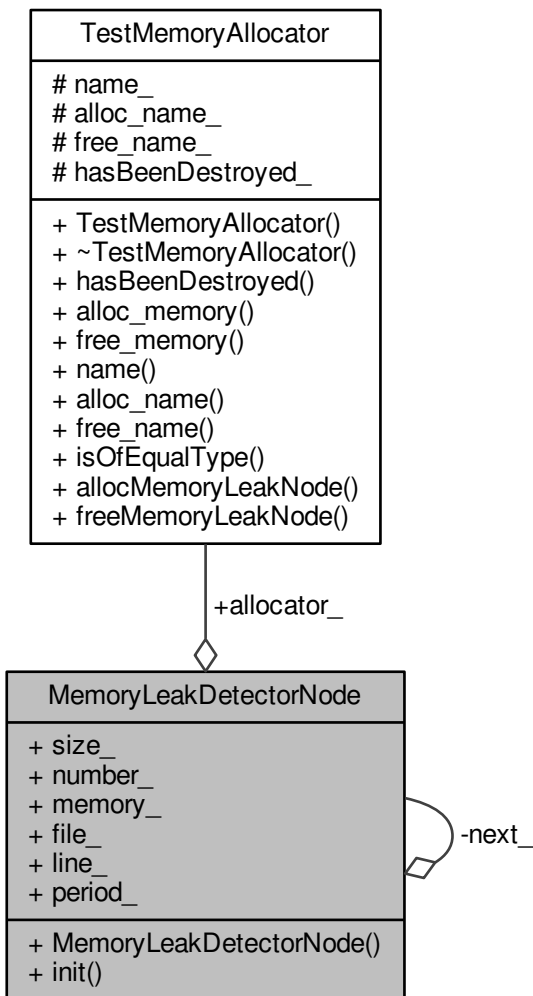 TestMemoryAllocator
# name_
# alloc_name_
# free_name_
# hasBeenDestroyed_
+ TestMemoryAllocator()
+ ~TestMemoryAllocator()
+ hasBeenDestroyed()
+ alloc_memory()
+ free_memory()
+ name()
+ alloc_name()
+ free_name()
+ isOfEqualType()
+ allocMemoryLeakNode()
+ freeMemoryLeakNode()
+allocator_
MemoryLeakDetectorNode
+ size_
+ number_
+ memory_
+ file_
+ line_
+ period_
-next_
+ MemoryLeakDetectorNode()
+ init()